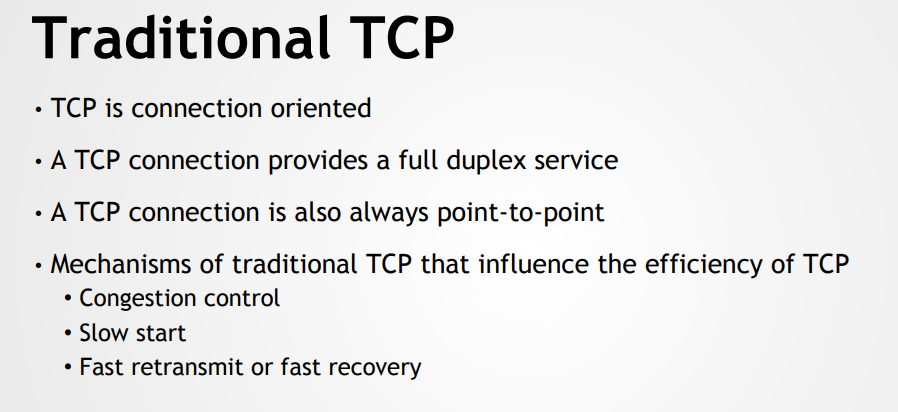 Traditional TCP
• TCP is connection oriented
• A TCP connection provides a full duplex service
• A TCP connection is also always point-to-point
• Mechanisms of traditional TCP that influence the efficiency of TCP
• Congestion control
• Slow start
• Fast retransmit or fast recovery